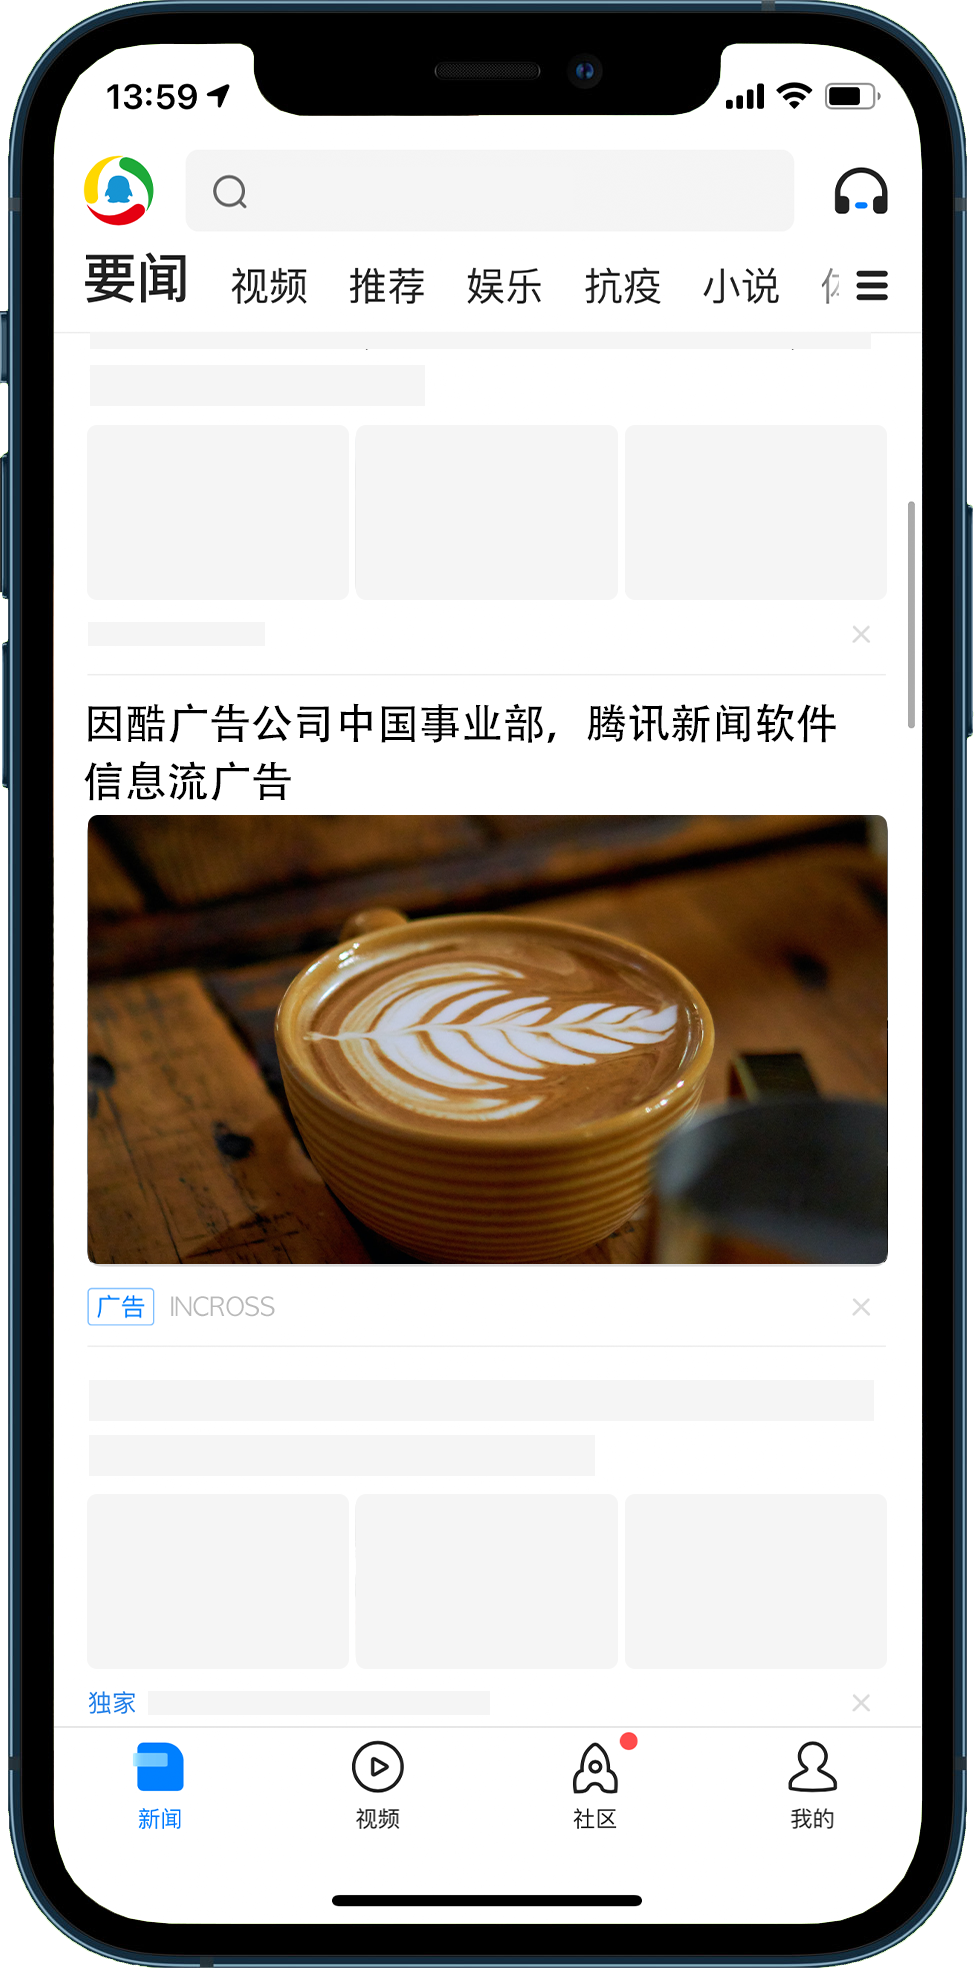 13:59
要闻 视频 推荐 娱乐 抗疫 小说
因酷广告公司中国事业部，腾讯新闻软件
信息流广告
广告 INCROSS
独家
新闻 视频 社区 我的